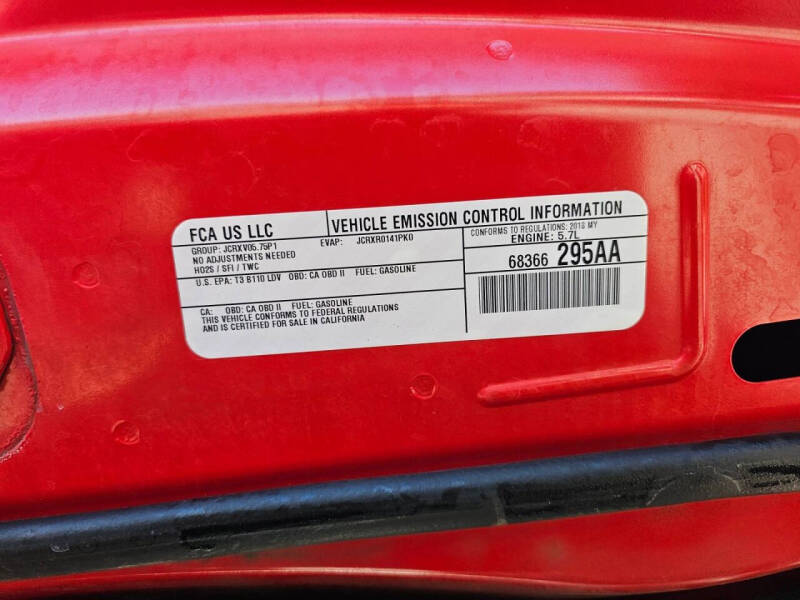 FCA US LLC
VEHICLE EMISSION CONTROL INFORMATION
GROUP: JCRXV05.75P1
EVAP: JCRXR0141PK0
NO ADJUSTMENTS NEEDED
HO2S / SFI / TWC
CONFORMS TO REGULATIONS: 2018 MY
ENGINE: 5.7L
68366 295AA
U.S. EPA: T3 B110 LDV OBD: CA OBD II FUEL: GASOLINE
CA: OBD: CA OBD II FUEL: GASOLINE
THIS VEHICLE CONFORMS TO FEDERAL REGULATIONS
AND IS CERTIFIED FOR SALE IN CALIFORNIA